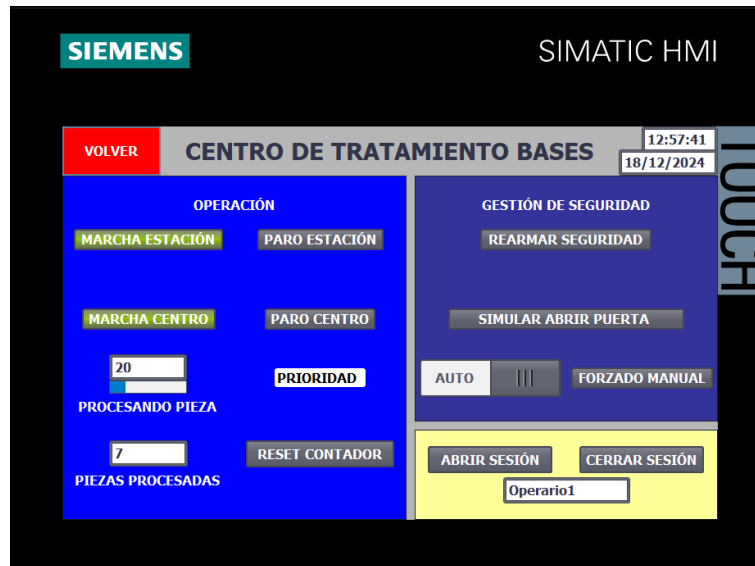 SIEMENS
SIMATIC HMI
TOUCH
VOLVER
CENTRO DE TRATAMIENTO BASES
12:57:41
18/12/2024
OPERACIÓN
MARCHA ESTACIÓN
PARO ESTACIÓN
MARCHA CENTRO
PARO CENTRO
20
PRIORIDAD
PROCESANDO PIEZA
7
RESET CONTADOR
PIEZAS PROCESADAS
GESTIÓN DE SEGURIDAD
REARMAR SEGURIDAD
SIMULAR ABRIR PUERTA
AUTO
FORZADO MANUAL
ABRIR SESIÓN
CERRAR SESIÓN
Operario1